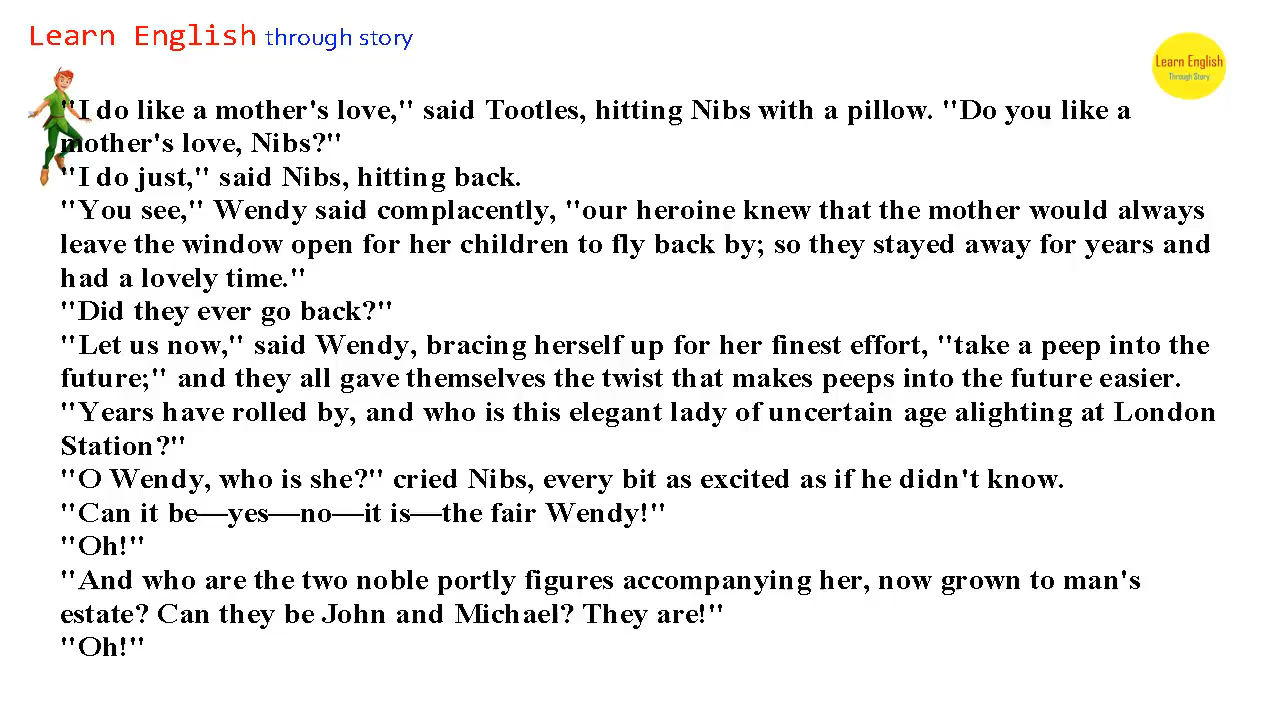 Learn English through story
Learn English
Through Story
"I do like a mother's love," said Tootles, hitting Nibs with a pillow. "Do you like a
mother's love, Nibs?"
"I do just," said Nibs, hitting back.
"You see," Wendy said complacently, "our heroine knew that the mother would always
leave the window open for her children to fly back by; so they stayed away for years and
had a lovely time."
"Did they ever go back?"
"Let us now," said Wendy, bracing herself up for her finest effort, "take a peep into the
future;" and they all gave themselves the twist that makes peeps into the future easier.
"Years have rolled by, and who is this elegant lady of uncertain age alighting at London
Station?"
"O Wendy, who is she?" cried Nibs, every bit as excited as if he didn't know.
"Can it be—yes—no—it is—the fair Wendy!"
"Oh!"
"And who are the two noble portly figures accompanying her, now grown to man's
estate? Can they be John and Michael? They are!"
"Oh!"